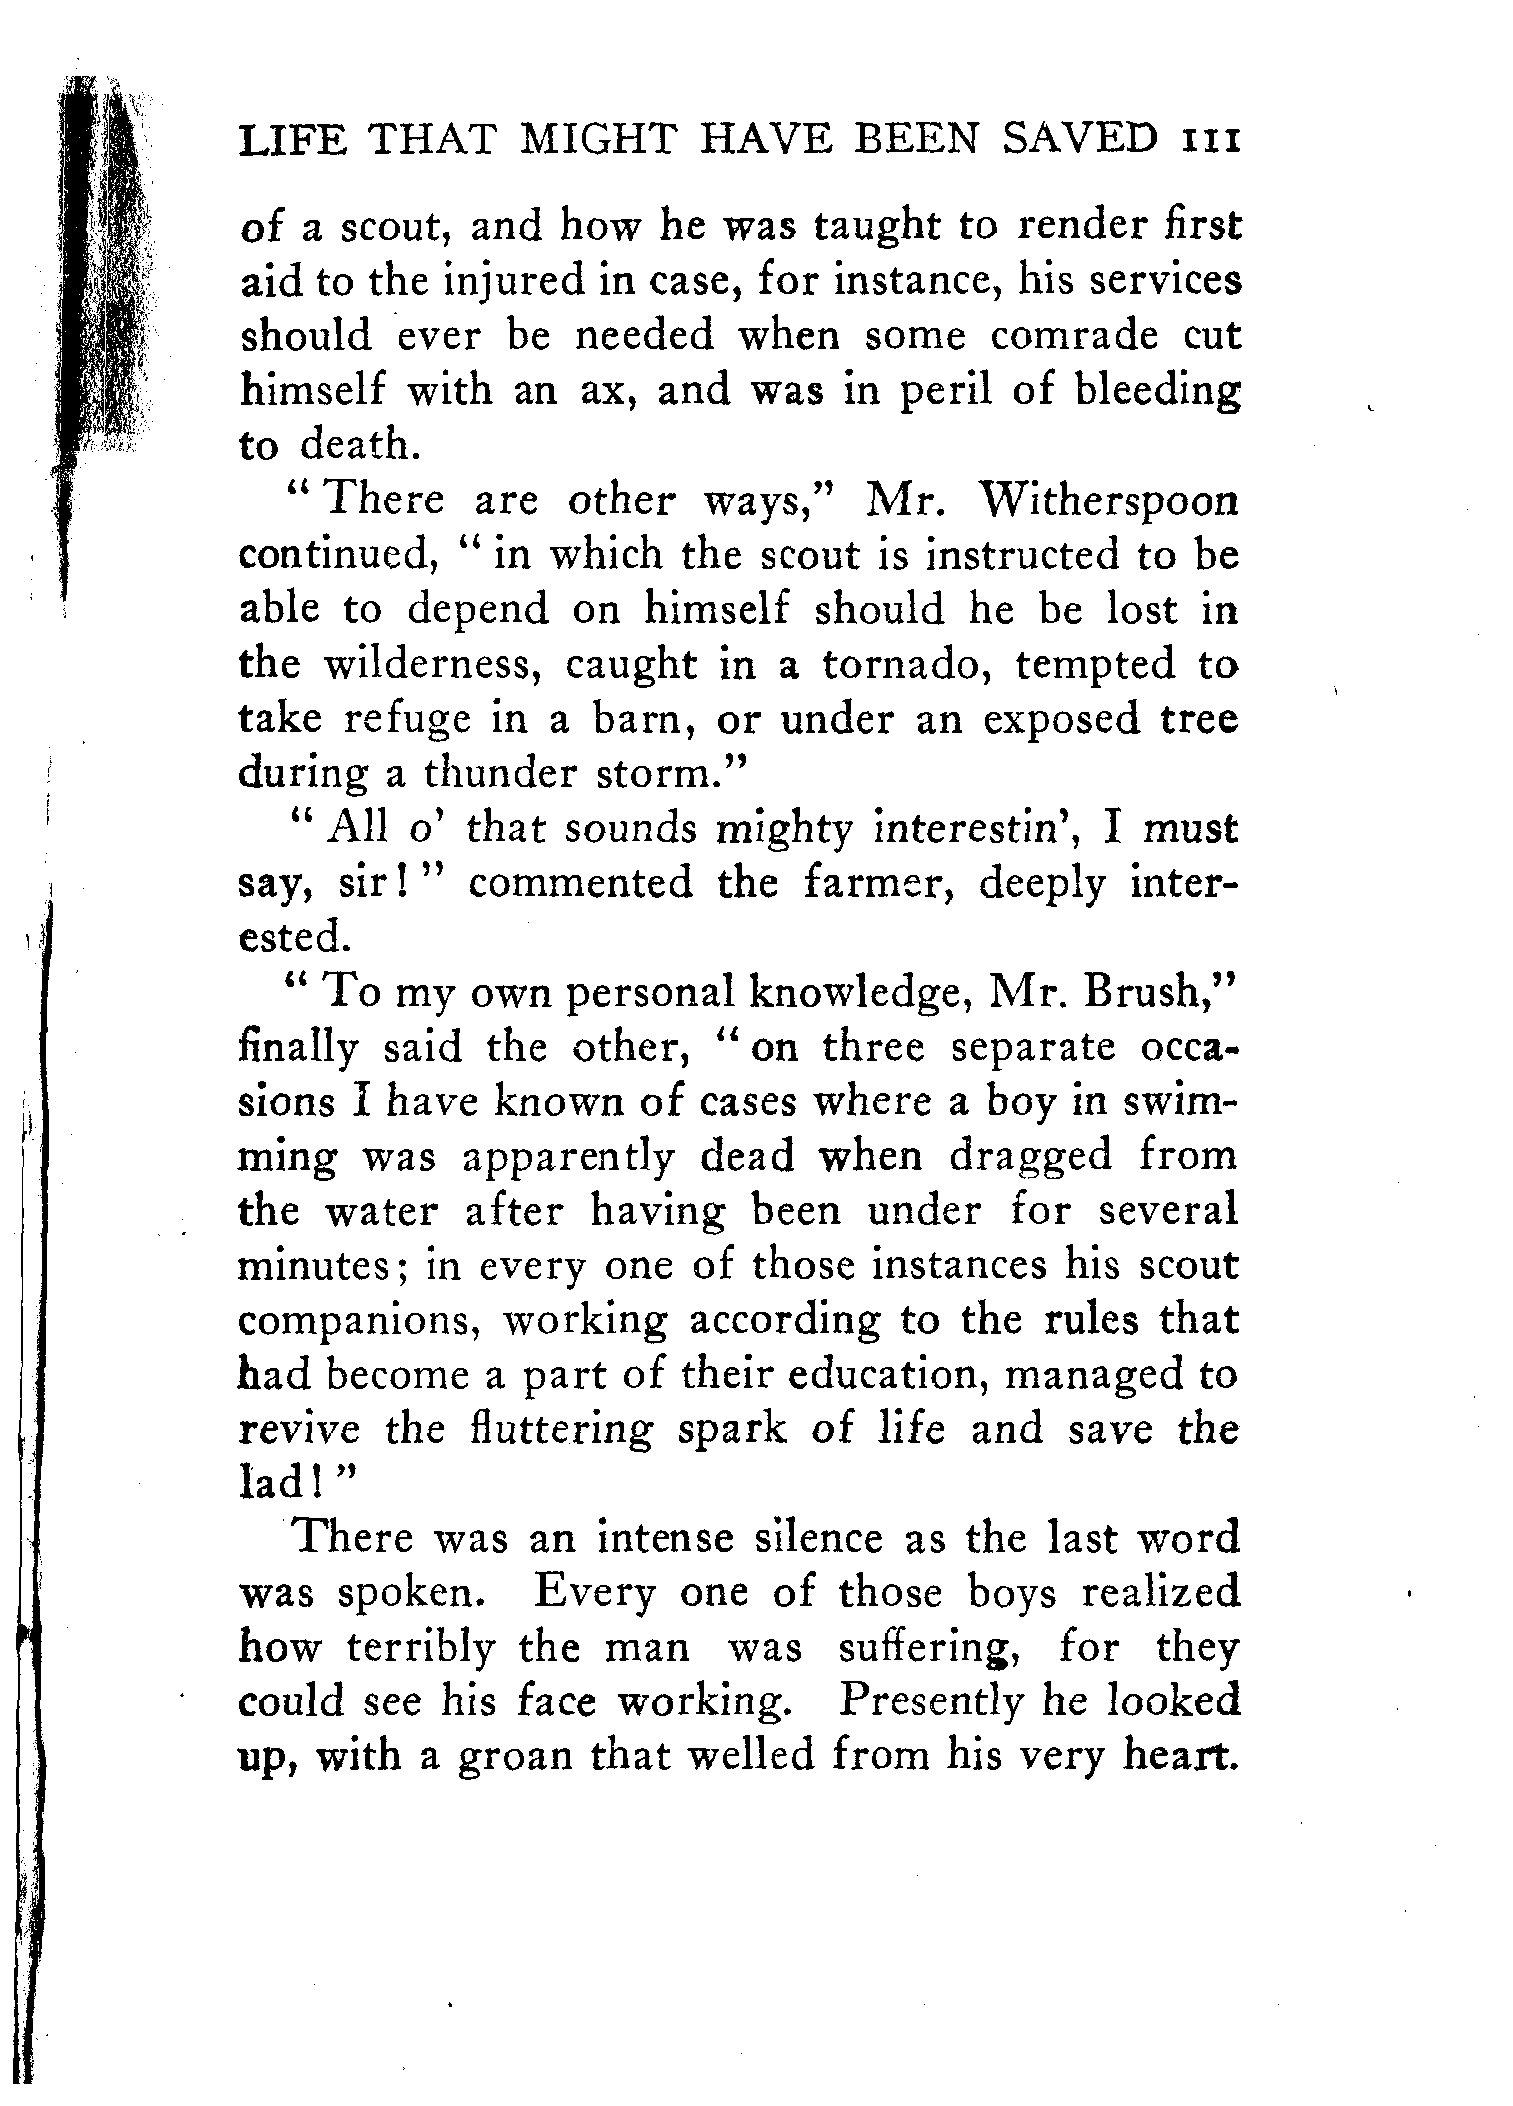 LIFE THAT MIGHT HAVE BEEN SAVED 111
of a scout, and how he was taught to render first
aid to the injured in case, for instance, his services
should ever be needed when some comrade cut
himself with an ax, and was in peril of bleeding
to death.
“ There are other ways,” Mr. Witherspoon
continued, “ in which the scout is instructed to be
able to depend on himself should he be lost in
the wilderness, caught in a tornado, tempted to
take refuge in a barn, or under an exposed tree
during a thunder storm.”
“ All o’ that sounds mighty interestin’, I must
say, sir! ” commented the farmer, deeply inter-
ested.
“ To my own personal knowledge, Mr. Brush,”
finally said the other, “ on three separate occa-
sions I have known of cases where a boy in swim-
ming was apparently dead when dragged from
the water after having been under for several
minutes; in every one of those instances his scout
companions, working according to the rules that
had become a part of their education, managed to
revive the fluttering spark of life and save the
lad! ”
There was an intense silence as the last word
was spoken. Every one of those boys realized
how terribly the man was suffering, for they
could see his face working. Presently he looked
up, with a groan that welled from his very heart.